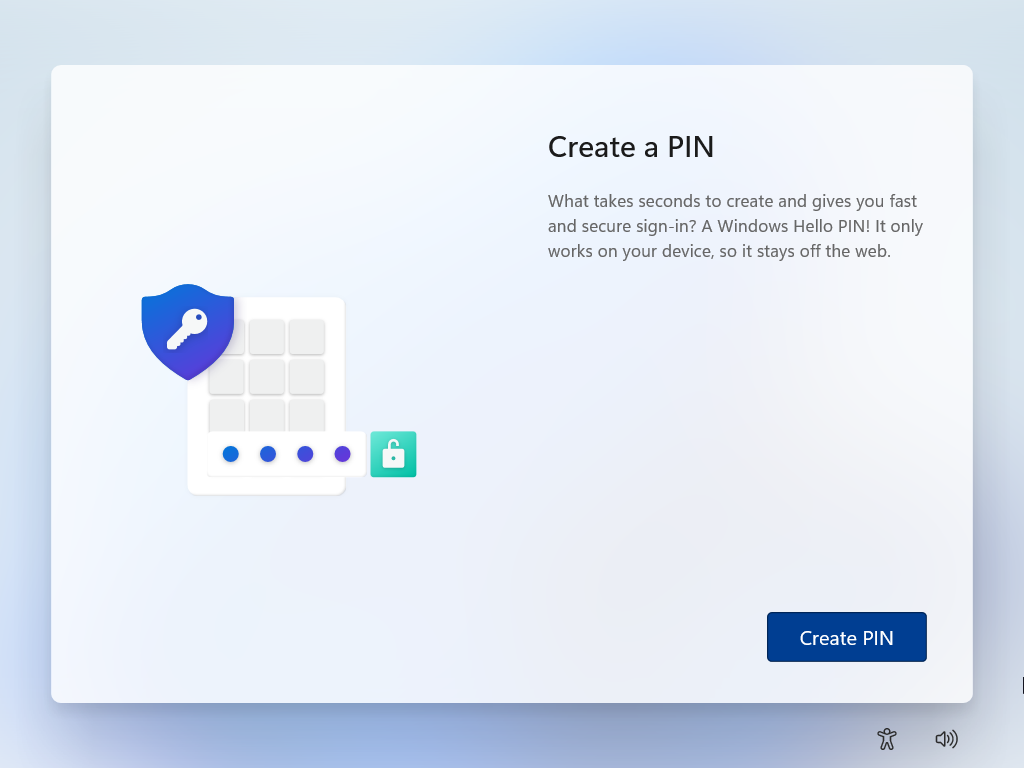 Create a PIN
What takes seconds to create and gives you fast
and secure sign-in? A Windows Hello PIN! It only
works on your device, so it stays off the web.
Create PIN